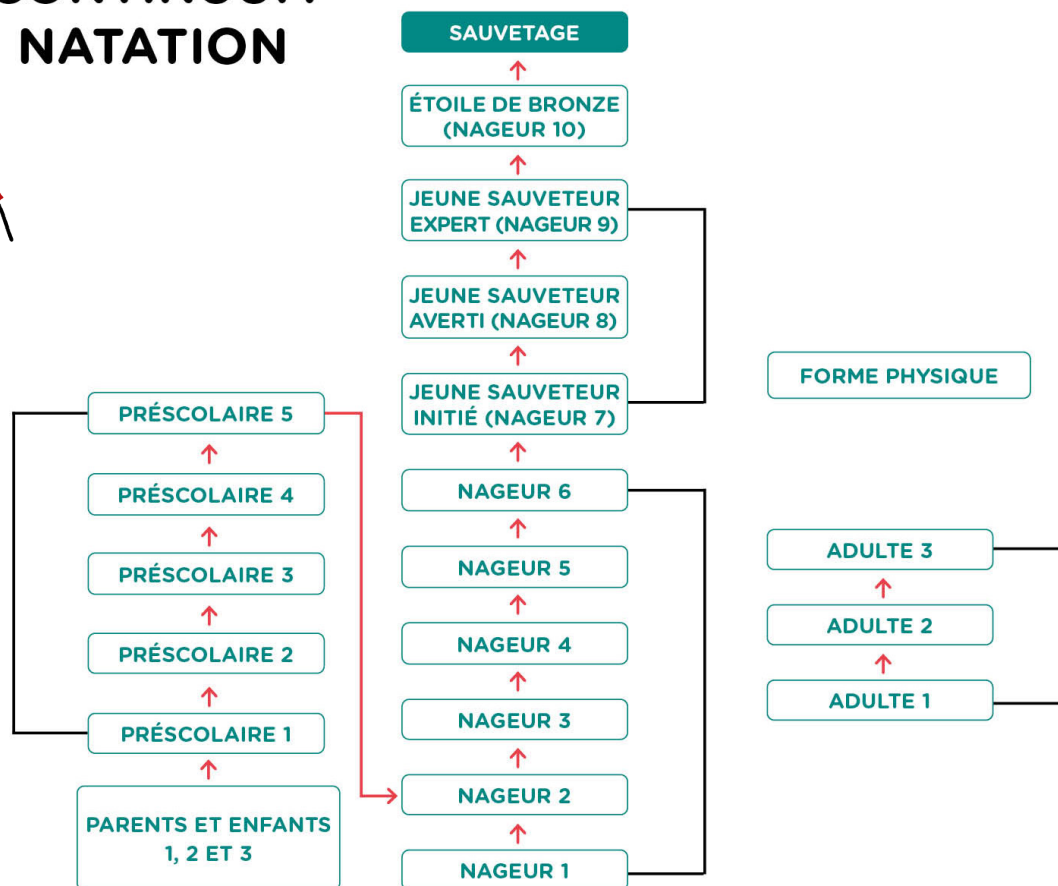 NATATION
SAUVETAGE
ÉTOILE DE BRONZE
(NAGEUR 10)
JEUNE SAUVETEUR
EXPERT (NAGEUR 9)
JEUNE SAUVETEUR
AVERTI (NAGEUR 8)
JEUNE SAUVETEUR
INITIÉ (NAGEUR 7)
NAGEUR 6
NAGEUR 5
NAGEUR 4
NAGEUR 3
NAGEUR 2
NAGEUR 1
PRÉSCOLAIRE 5
PRÉSCOLAIRE 4
PRÉSCOLAIRE 3
PRÉSCOLAIRE 2
PRÉSCOLAIRE 1
PARENTS ET ENFANTS
1, 2 ET 3
FORME PHYSIQUE
ADULTE 3
ADULTE 2
ADULTE 1